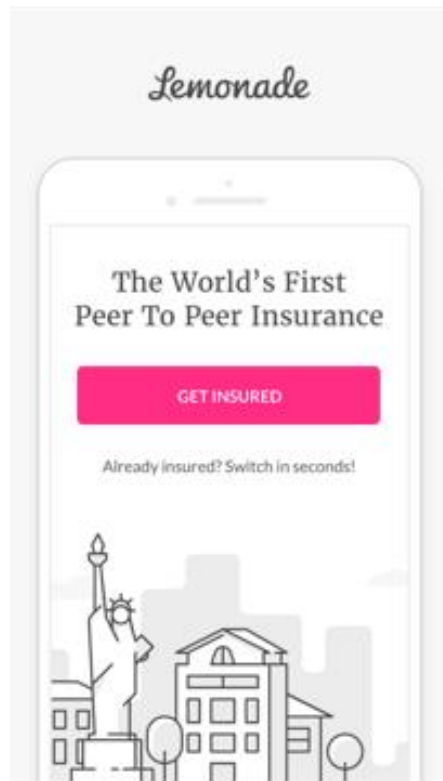 Lemonade
The World's First
Peer To Peer Insurance
GET INSURED
Already insured? Switch in seconds!